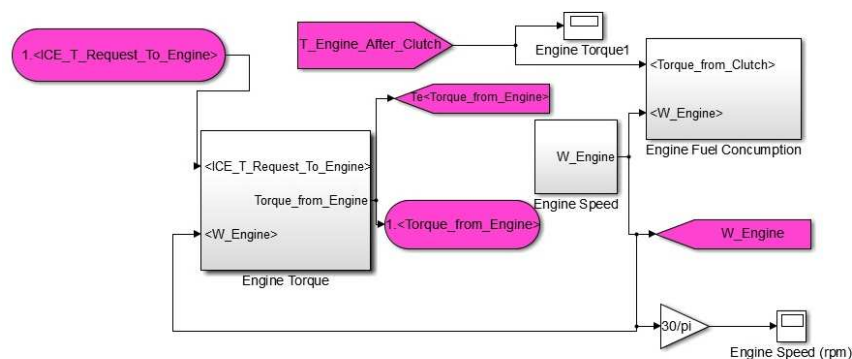 1.<ICE_T_Request_To_Engine>
T_Engine_After_Clutch
Engine Torque1
Te<Torque_from_Engine>
<Torque_from_Clutch>
<W_Engine>
Engine Fuel Concumption
<ICE_T_Request_To_Engine>
Torque_from_Engine
<W_Engine>
Engine Torque
1.<Torque_from_Engine>
W_Engine
Engine Speed
W_Engine
30/pi
Engine Speed (rpm)